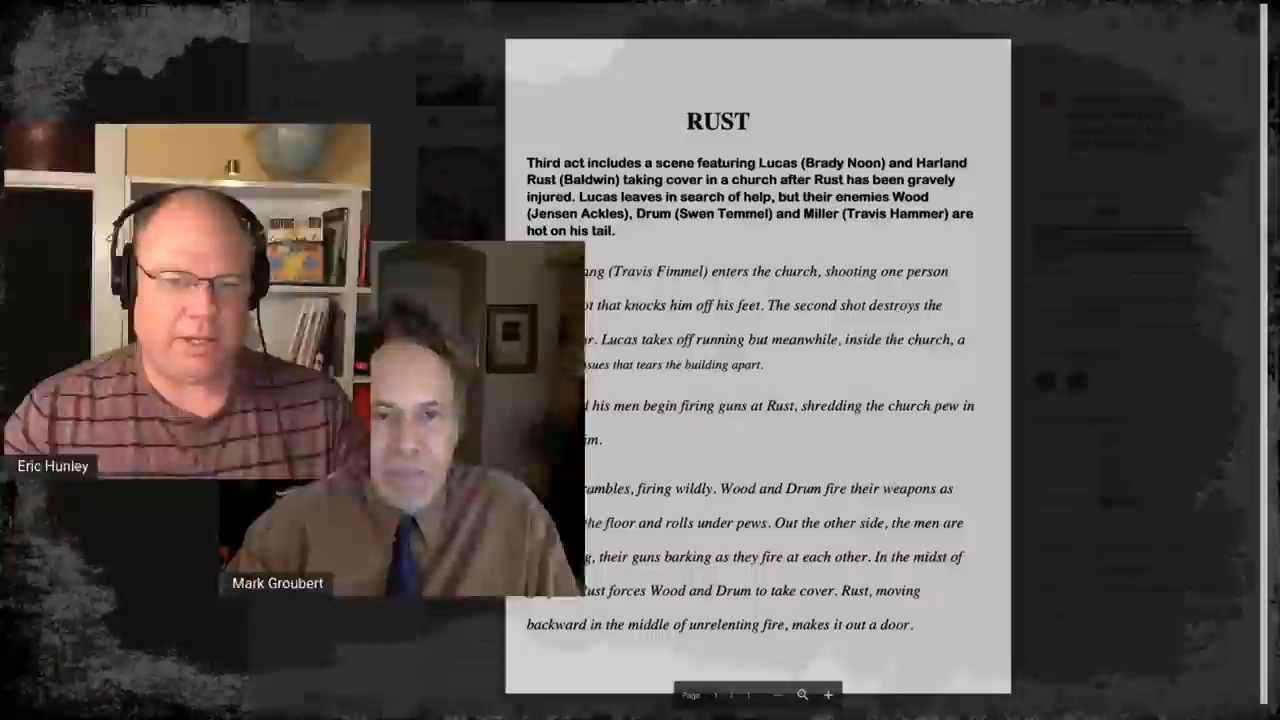 RUST
Third act includes a scene featuring Lucas (Brady Noon) and Harland
Rust (Baldwin) taking cover in a church after Rust has been gravely
injured. Lucas leaves in search of help, but their enemies Wood
(Jensen Ackles), Drum (Swen Temmel) and Miller (Travis Hammer) are
hot on his tail.
(Travis Fimmel) enters the church, shooting one person
that knocks him off his feet. The second shot destroys the
Lucas takes off running but meanwhile, inside the church, a
that tears the building apart.
his men begin firing guns at Rust, shredding the church pew in
firing wildly. Wood and Drum fire their weapons as
the floor and rolls under pews. Out the other side, the men are
their guns barking as they fire at each other. In the midst of
Rust forces Wood and Drum to take cover. Rust, moving
backward in the middle of unrelenting fire, makes it out a door.
Eric Hunley
Mark Groubert
Page 1 / 1 — +